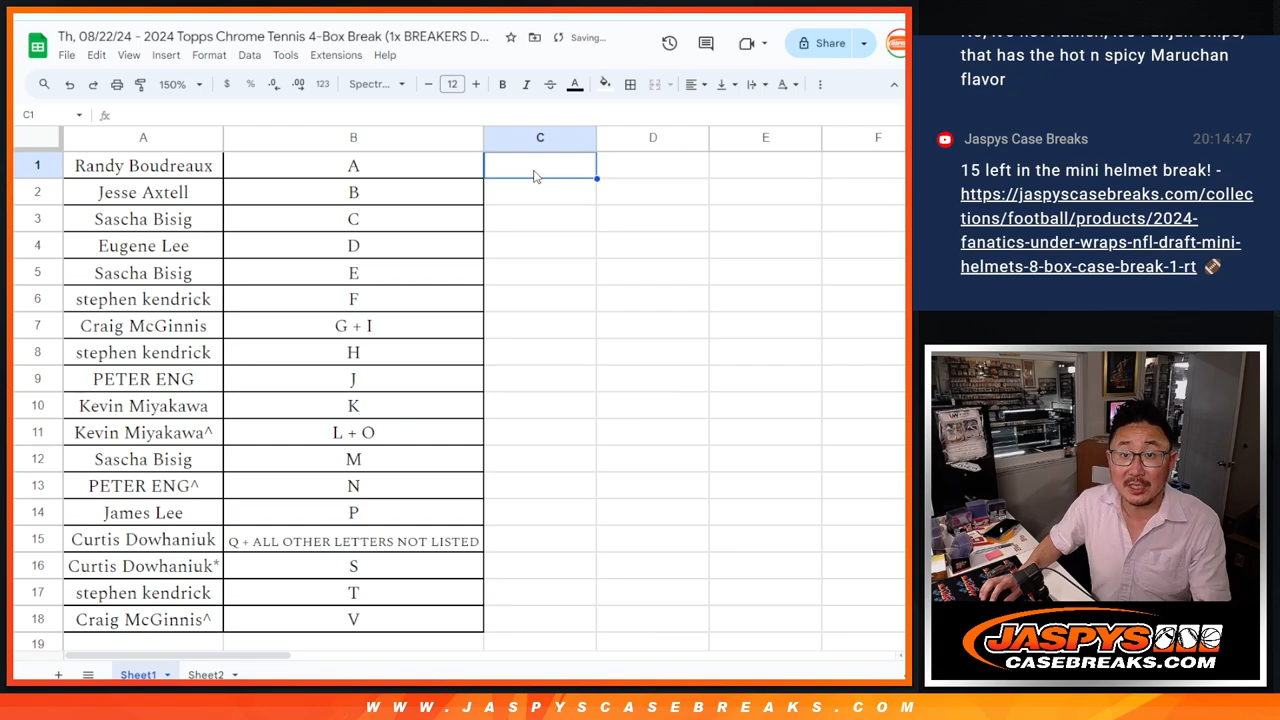 Th, 08/22/24 - 2024 Topps Chrome Tennis 4-Box Break (1x BREAKERS D...
Saving...
File Edit View Insert Format Data Tools Extensions Help
Share
150% $ % .0 .00 123 Spectr... 12 B I A
C1 fx
A B C D E F
1 Randy Boudreaux A
2 Jesse Axtell B
3 Sascha Bisig C
4 Eugene Lee D
5 Sascha Bisig E
6 stephen kendrick F
7 Craig McGinnis G + I
8 stephen kendrick H
9 PETER ENG J
10 Kevin Miyakawa K
11 Kevin Miyakawa^ L + O
12 Sascha Bisig M
13 PETER ENG^ N
14 James Lee P
15 Curtis Dowhaniuk Q + ALL OTHER LETTERS NOT LISTED
16 Curtis Dowhaniuk* S
17 stephen kendrick T
18 Craig McGinnis^ V
19
Sheet1 Sheet2
that has the hot n spicy Maruchan
flavor
Jaspys Case Breaks 20:14:47
15 left in the mini helmet break! -
https://jaspyscasebreaks.com/collec
tions/football/products/2024-
fanatics-under-wraps-nfl-draft-mini-
helmets-8-box-case-break-1-rt 🏈
JASPYS
CASEBREAKS.COM
WWW.JASPYSCASEBREAKS.COM